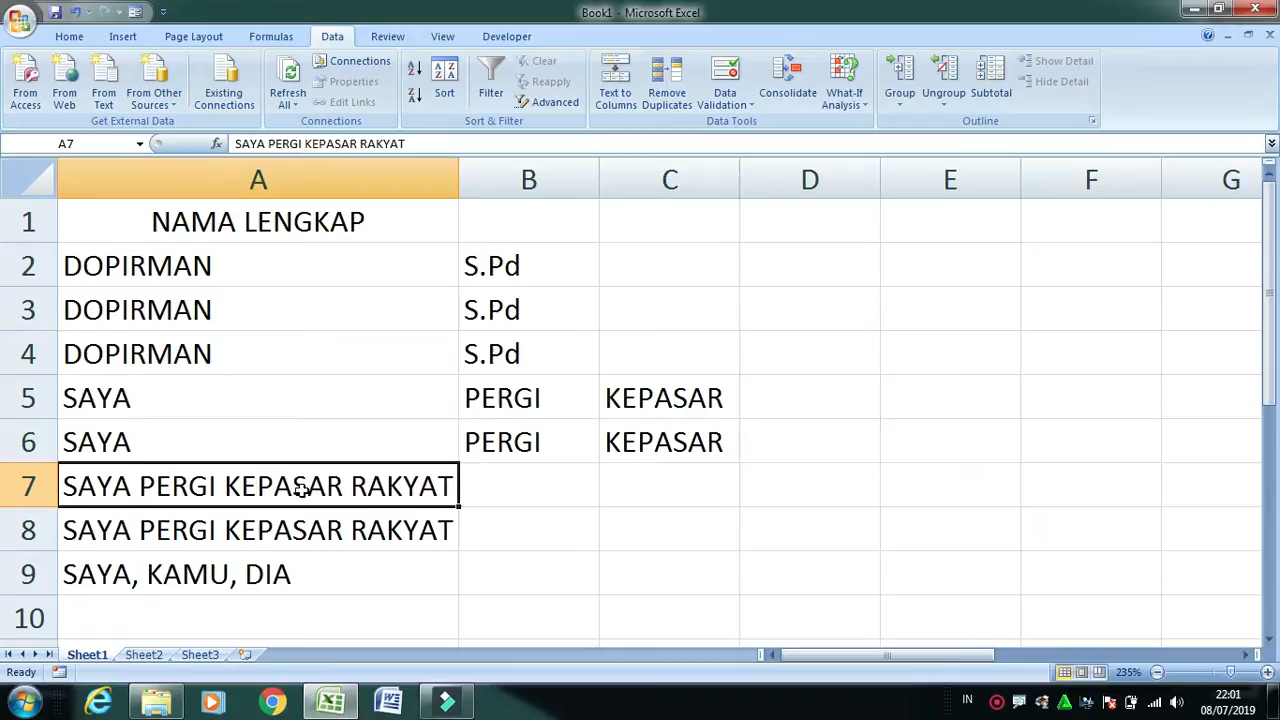 Book1 - Microsoft Excel
Home Insert Page Layout Formulas Data Review View Developer
From Access From Web From Text From Other Sources Existing Connections Refresh All Connections Properties Edit Links Sort Filter Clear Reapply Advanced Text to Columns Remove Duplicates Data Validation Consolidate What-If Analysis Group Ungroup Subtotal Show Detail Hide Detail
Get External Data Connections Sort & Filter Data Tools Outline
A7 fx SAYA PERGI KEPASAR RAKYAT
A B C D E F G
1 NAMA LENGKAP
2 DOPIRMAN S.Pd
3 DOPIRMAN S.Pd
4 DOPIRMAN S.Pd
5 SAYA PERGI KEPASAR
6 SAYA PERGI KEPASAR
7 SAYA PERGI KEPASAR RAKYAT
8 SAYA PERGI KEPASAR RAKYAT
9 SAYA, KAMU, DIA
10
Sheet1 Sheet2 Sheet3
Ready 235%
IN 22:01
08/07/2019